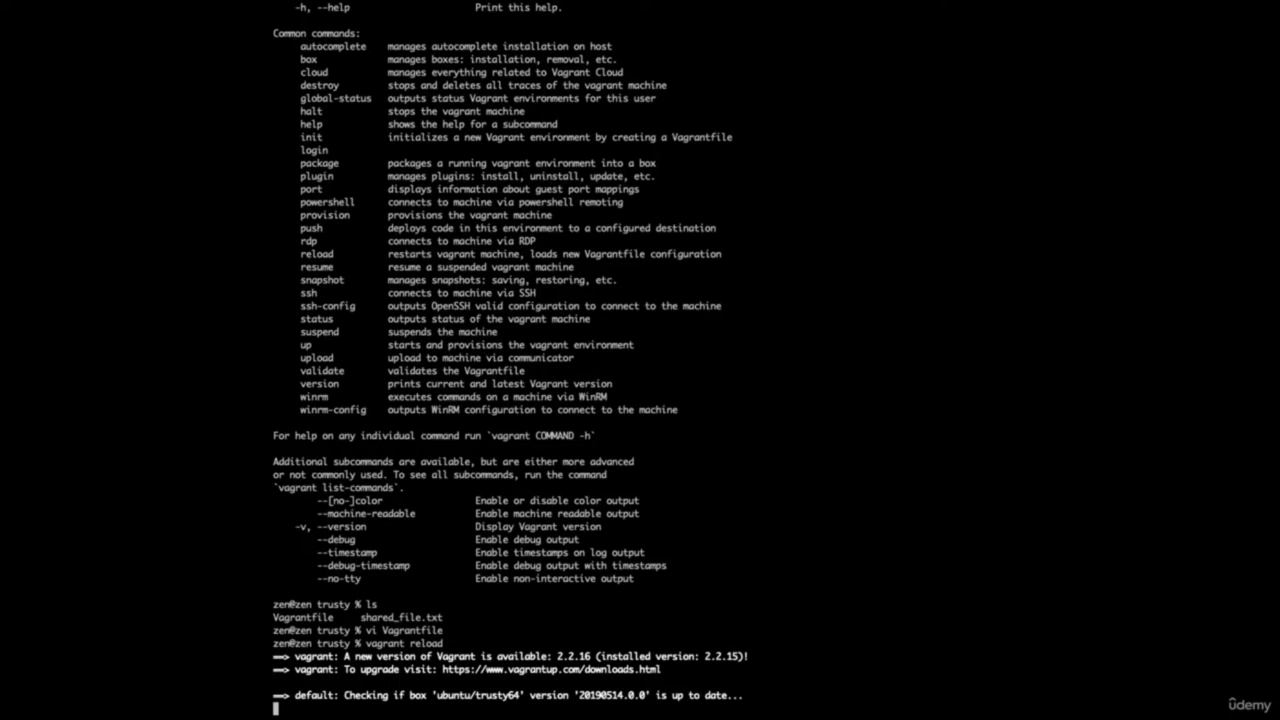 -h, --help Print this help.
Common commands:
autocomplete manages autocomplete installation on host
box manages boxes: installation, removal, etc.
cloud manages everything related to Vagrant Cloud
destroy stops and deletes all traces of the vagrant machine
global-status outputs status Vagrant environments for this user
halt stops the vagrant machine
help shows the help for a subcommand
init initializes a new Vagrant environment by creating a Vagrantfile
login
package packages a running vagrant environment into a box
plugin manages plugins: install, uninstall, update, etc.
port displays information about guest port mappings
powershell connects to machine via powershell remoting
provision provisions the vagrant machine
push deploys code in this environment to a configured destination
rdp connects to machine via RDP
reload restarts vagrant machine, loads new Vagrantfile configuration
resume resume a suspended vagrant machine
snapshot manages snapshots: saving, restoring, etc.
ssh connects to machine via SSH
ssh-config outputs OpenSSH valid configuration to connect to the machine
status outputs status of the vagrant machine
suspend suspends the machine
up starts and provisions the vagrant environment
upload upload to machine via communicator
validate validates the Vagrantfile
version prints current and latest Vagrant version
winrm executes commands on a machine via WinRM
winrm-config outputs WinRM configuration to connect to the machine
For help on any individual command run `vagrant COMMAND -h`
Additional subcommands are available, but are either more advanced
or not commonly used. To see all subcommands, run the command
`vagrant list-commands`.
--[no-]color Enable or disable color output
--machine-readable Enable machine readable output
-v, --version Display Vagrant version
--debug Enable debug output
--timestamp Enable timestamps on log output
--debug-timestamp Enable debug output with timestamps
--no-tty Enable non-interactive output
zen@zen trusty % ls
Vagrantfile shared_file.txt
zen@zen trusty % vi Vagrantfile
zen@zen trusty % vagrant reload
==> vagrant: A new version of Vagrant is available: 2.2.16 (installed version: 2.2.15)!
==> vagrant: To upgrade visit: https://www.vagrantup.com/downloads.html
==> default: Checking if box 'ubuntu/trusty64' version '20190514.0.0' is up to date...
ûdemy